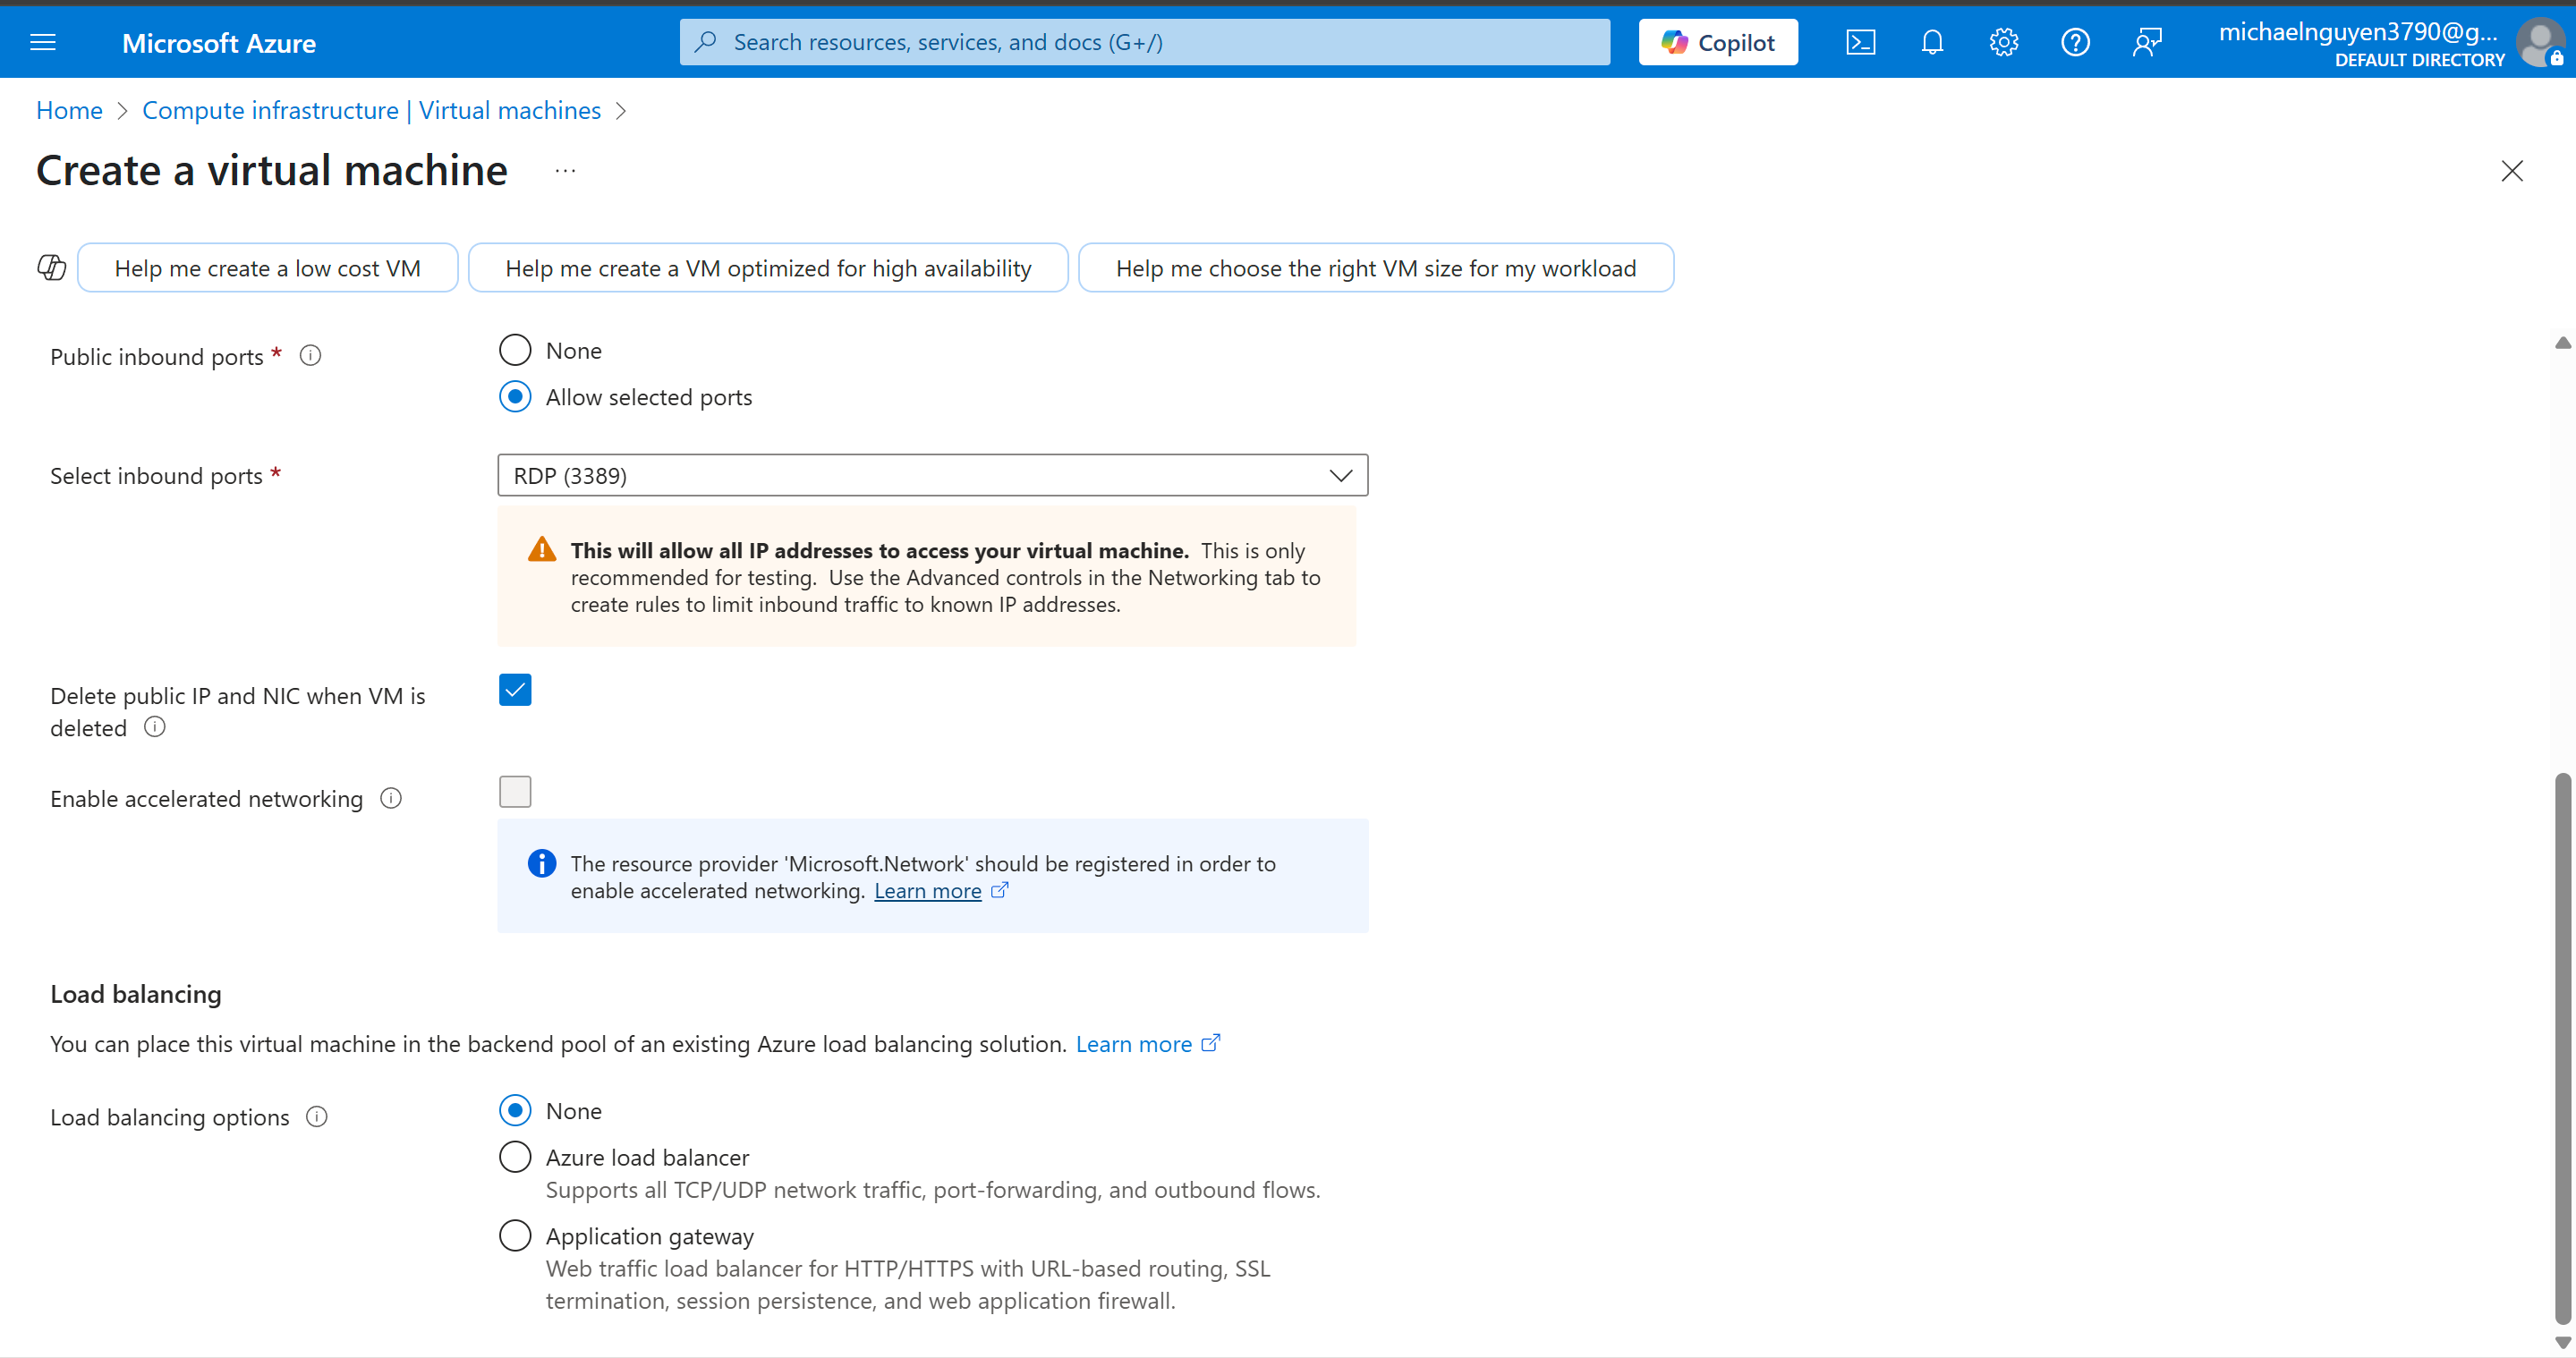 Microsoft Azure
Search resources, services, and docs (G+/)
Copilot
michaelnguyen3790@g...
DEFAULT DIRECTORY
Home > Compute infrastructure | Virtual machines >
Create a virtual machine ...
Help me create a low cost VM
Help me create a VM optimized for high availability
Help me choose the right VM size for my workload
Public inbound ports *
None
Allow selected ports
Select inbound ports *
RDP (3389)
This will allow all IP addresses to access your virtual machine. This is only
recommended for testing. Use the Advanced controls in the Networking tab to
create rules to limit inbound traffic to known IP addresses.
Delete public IP and NIC when VM is
deleted
Enable accelerated networking
The resource provider 'Microsoft.Network' should be registered in order to
enable accelerated networking. Learn more
Load balancing
You can place this virtual machine in the backend pool of an existing Azure load balancing solution. Learn more
Load balancing options
None
Azure load balancer
Supports all TCP/UDP network traffic, port-forwarding, and outbound flows.
Application gateway
Web traffic load balancer for HTTP/HTTPS with URL-based routing, SSL
termination, session persistence, and web application firewall.